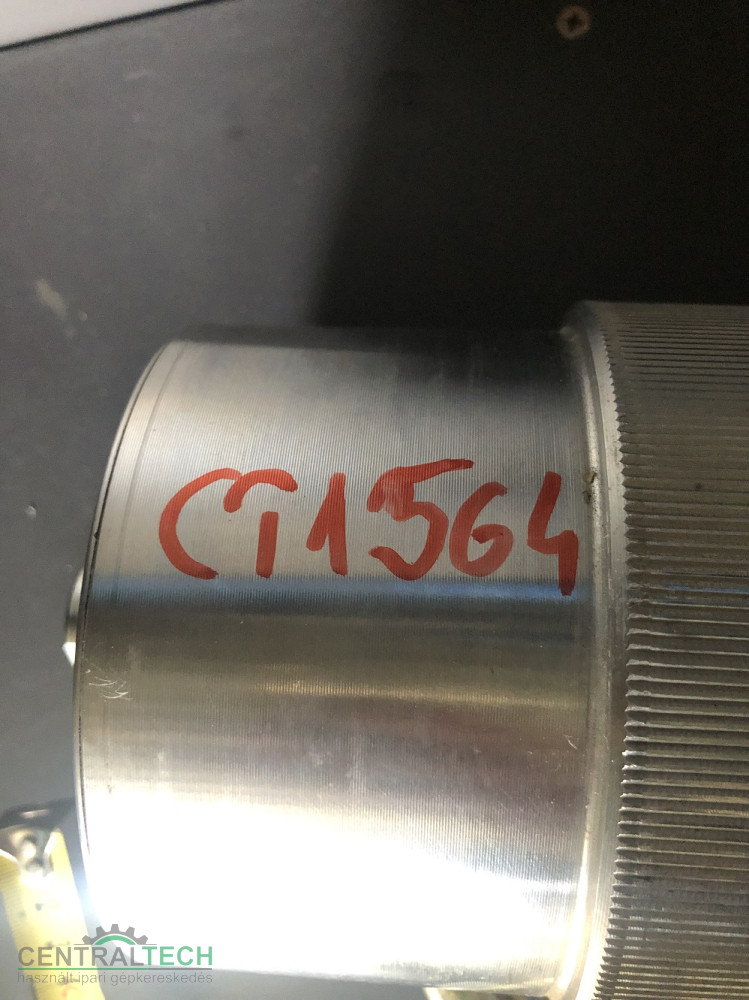 CT1564
CENTRALTECH
használt ipari gépkereskedés